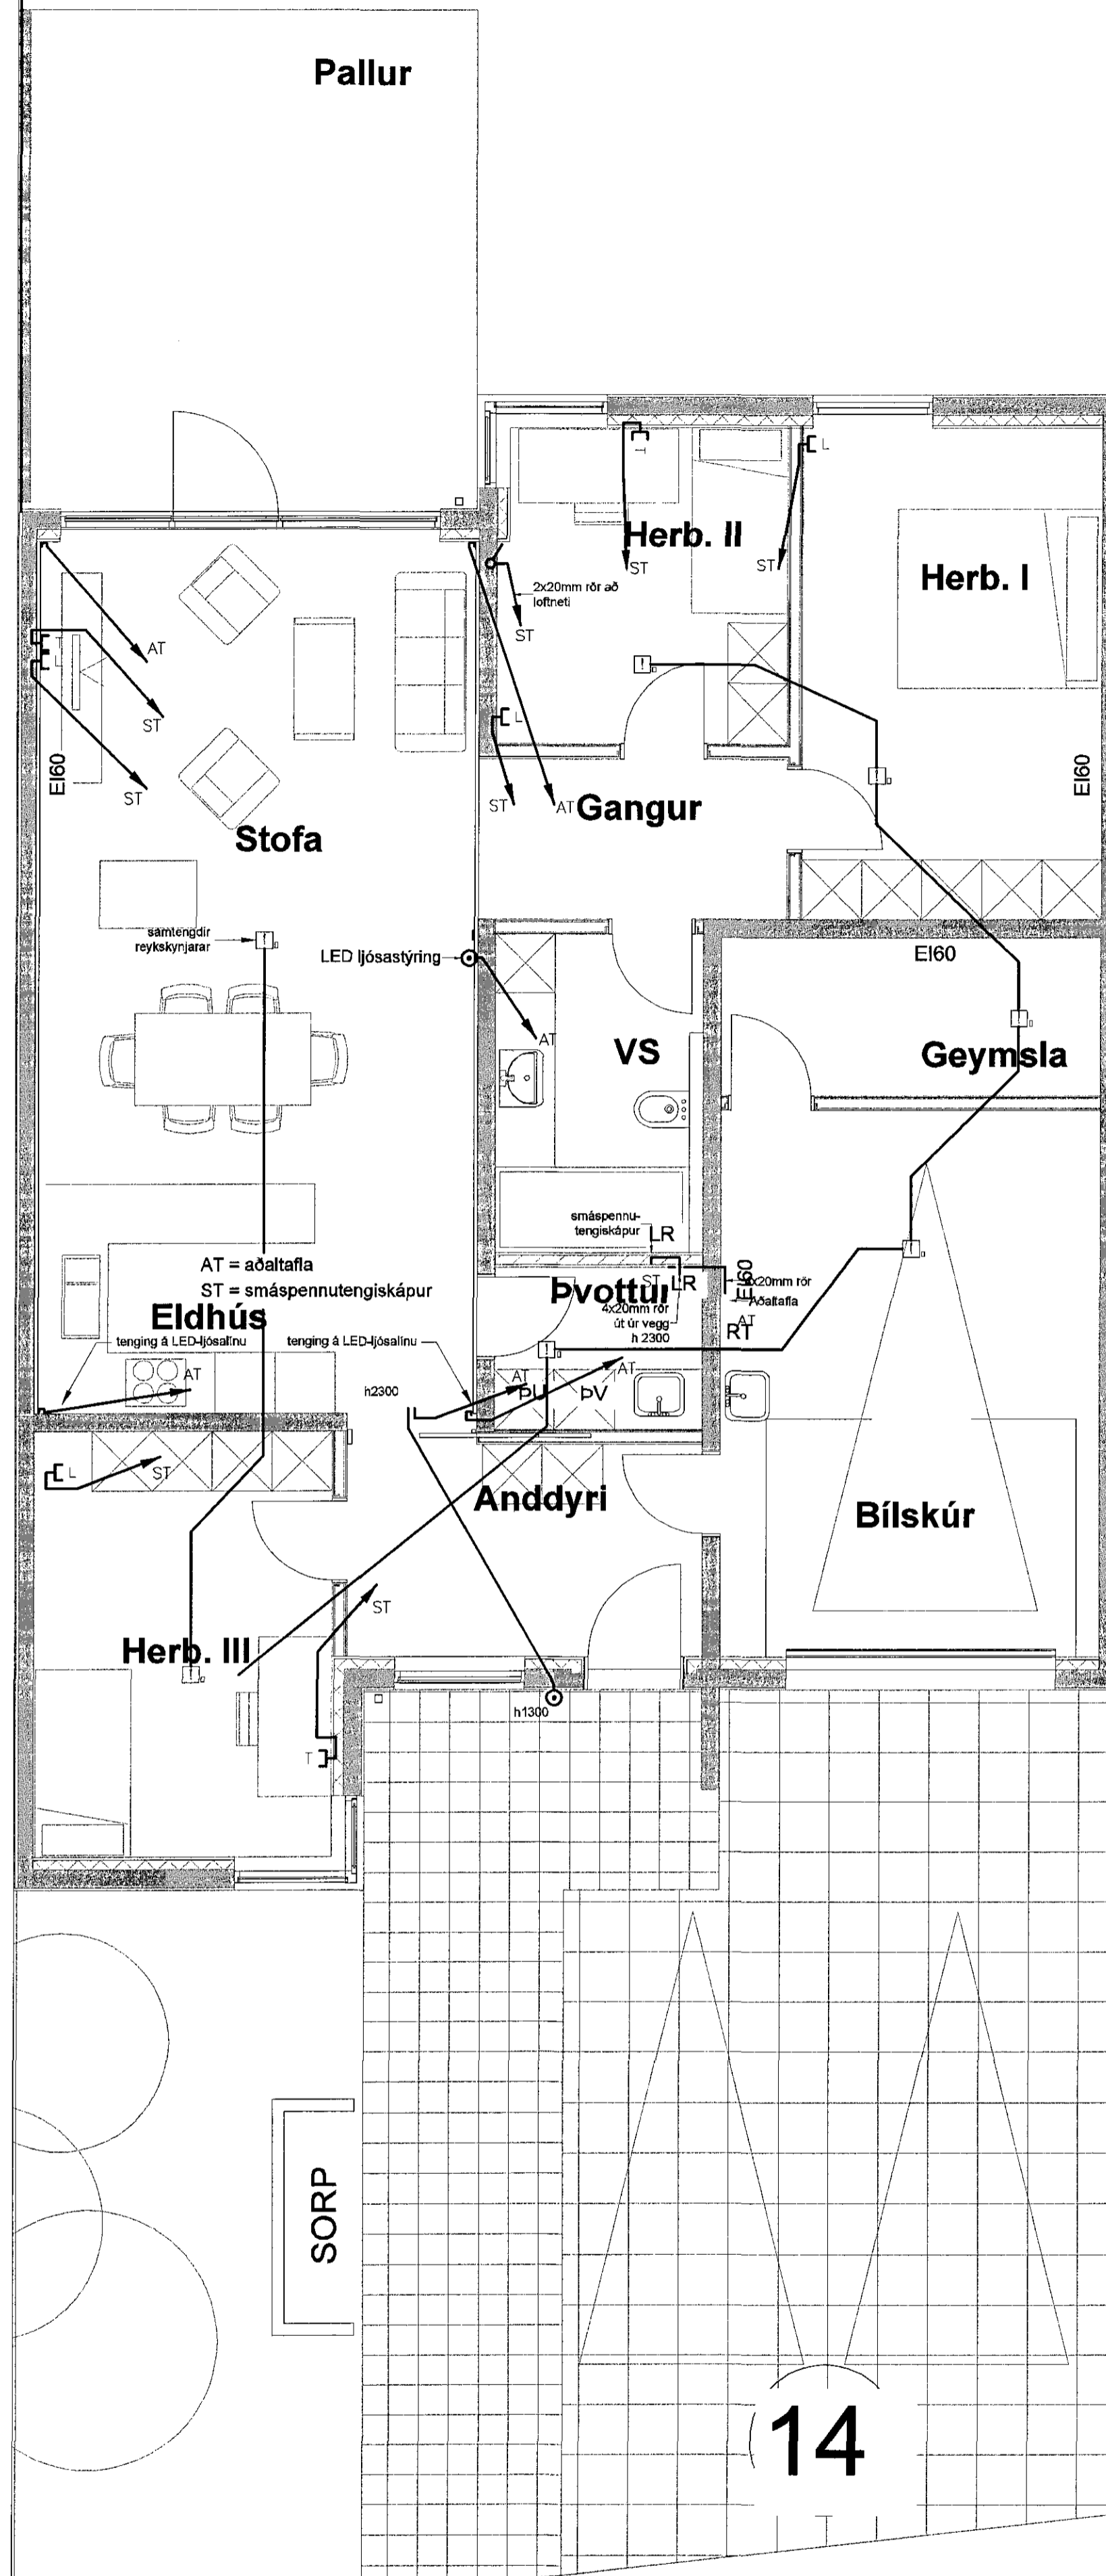 Pallur
L
T
Herb. II
ST
ST
Herb. I
2x20mm rör að
loftneti
ST
AT
T
L
ST
L
EI60
EI60
ST
ST
AT
Gangur
Stofa
samtengdir
reykskynjarar
EI60
LED ljósastýring
AT
VS
Geymsla
smáspennu-
tengiskápur
LR
AT = aðaltafla
ST
LR
EI60
x20mm rör
ST = smáspennutengiskápur
Þvottur
Aðaltafla
4x20mm rör
út úr vegg
h 2300
AT
RT
Eldhús
tenging á LED-ljósalínu
tenging á LED-ljósalínu
AT
AT
AT
h2300
ÞU
ÞV
L
ST
Anddyri
Bílskúr
ST
Herb. III
h1300
T
SORP
14